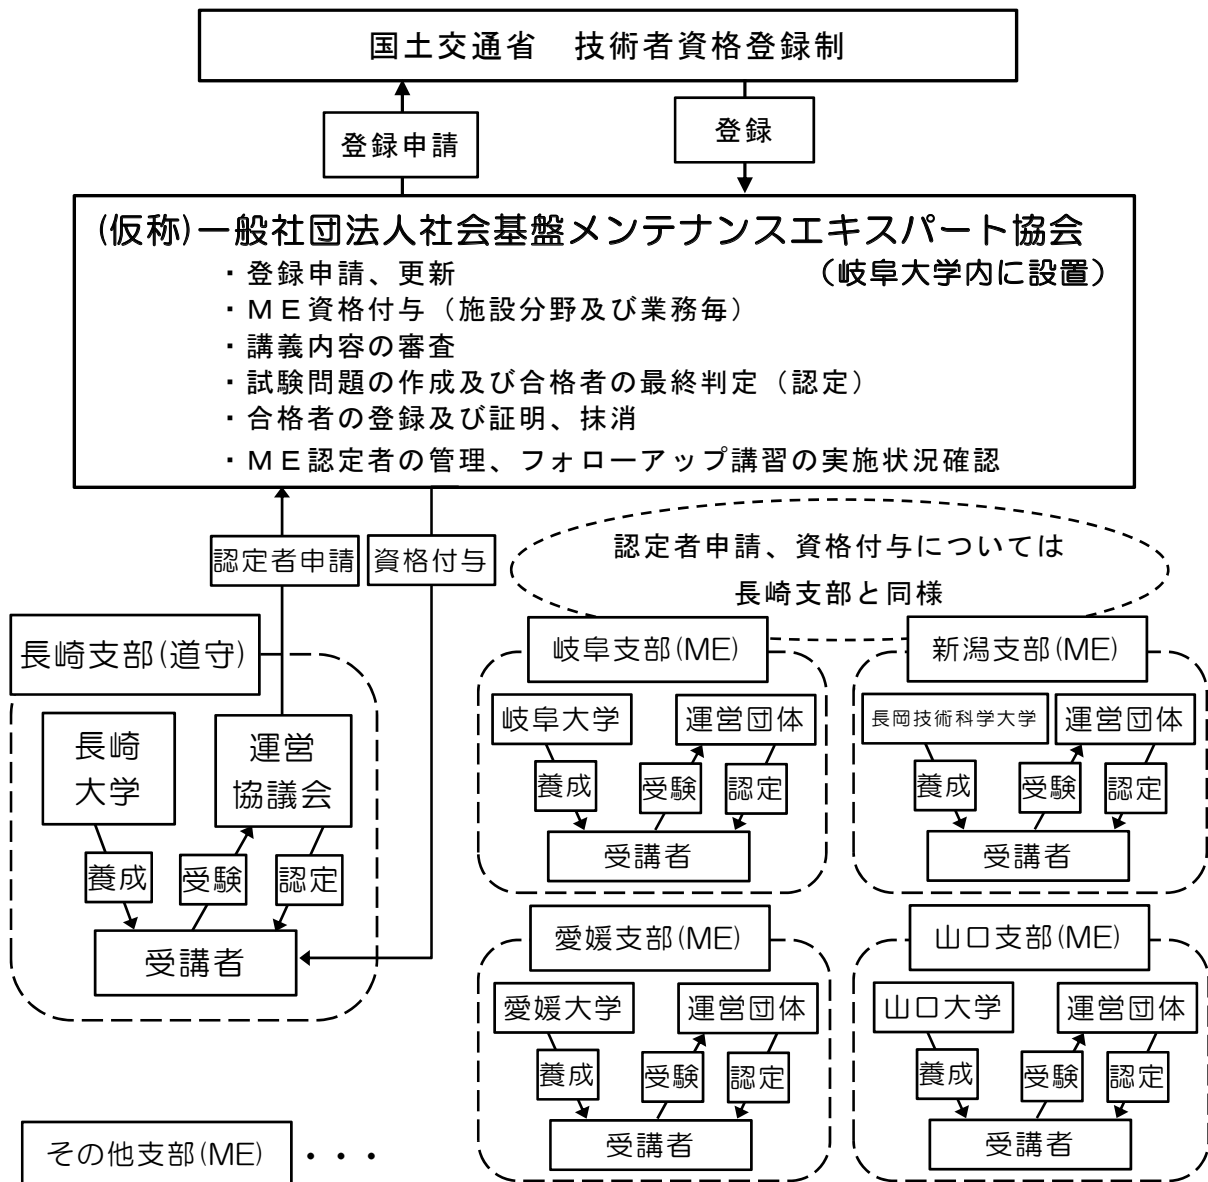 国土交通省　技術者資格登録制
登録申請
登録
(仮称)一般社団法人社会基盤メンテナンスエキスパート協会
（岐阜大学内に設置）
・登録申請、更新
・ＭＥ資格付与（施設分野及び業務毎）
・講義内容の審査
・試験問題の作成及び合格者の最終判定（認定）
・合格者の登録及び証明、抹消
・ＭＥ認定者の管理、フォローアップ講習の実施状況確認
認定者申請
資格付与
認定者申請、資格付与については
長崎支部と同様
長崎支部(道守)
長崎
大学
運営
協議会
養成
受験
認定
受講者
岐阜支部(ME)
岐阜大学
運営団体
養成
受験
認定
受講者
新潟支部(ME)
長岡技術科学大学
運営団体
養成
受験
認定
受講者
愛媛支部(ME)
愛媛大学
運営団体
養成
受験
認定
受講者
山口支部(ME)
山口大学
運営団体
養成
受験
認定
受講者
その他支部(ME)
・・・